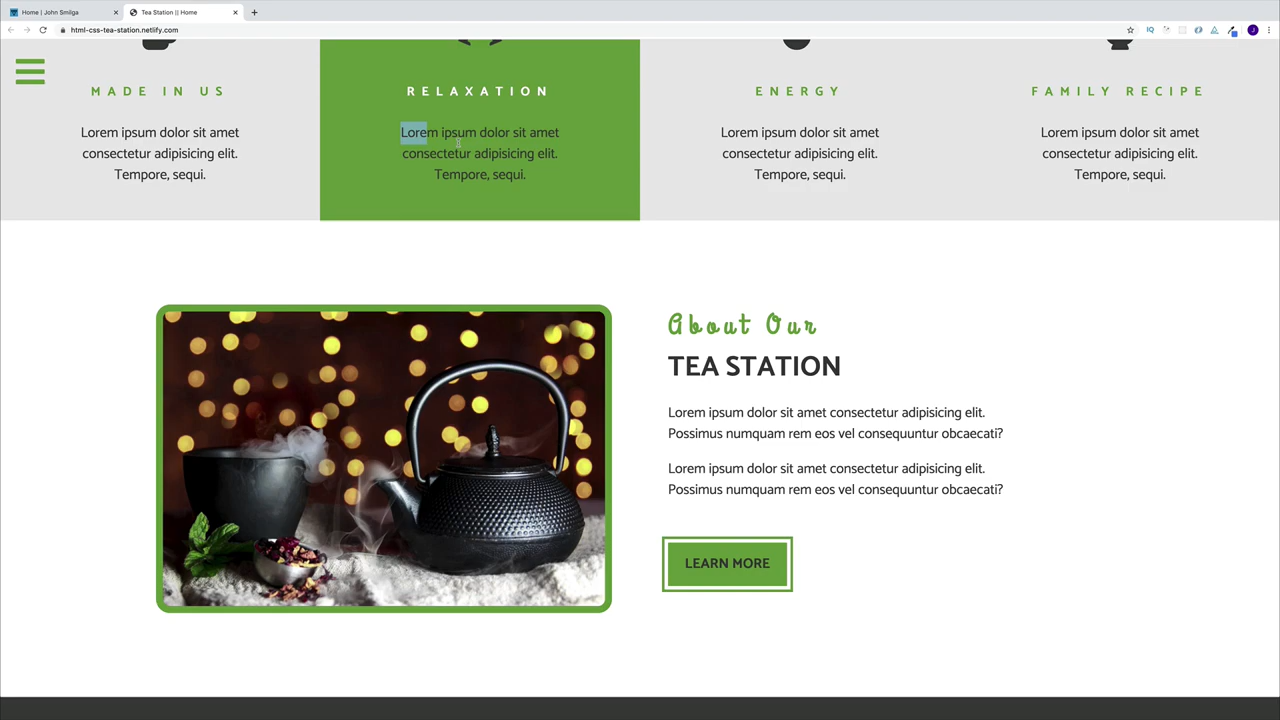 Home | John Smilga
Tea Station || Home
html-css-tea-station.netlify.com
MADE IN US
Lorem ipsum dolor sit amet
consectetur adipisicing elit.
Tempore, sequi.
RELAXATION
Lorem ipsum dolor sit amet
consectetur adipisicing elit.
Tempore, sequi.
ENERGY
Lorem ipsum dolor sit amet
consectetur adipisicing elit.
Tempore, sequi.
FAMILY RECIPE
Lorem ipsum dolor sit amet
consectetur adipisicing elit.
Tempore, sequi.
About Our
TEA STATION
Lorem ipsum dolor sit amet consectetur adipisicing elit.
Possimus numquam rem eos vel consequuntur obcaecati?
Lorem ipsum dolor sit amet consectetur adipisicing elit.
Possimus numquam rem eos vel consequuntur obcaecati?
LEARN MORE